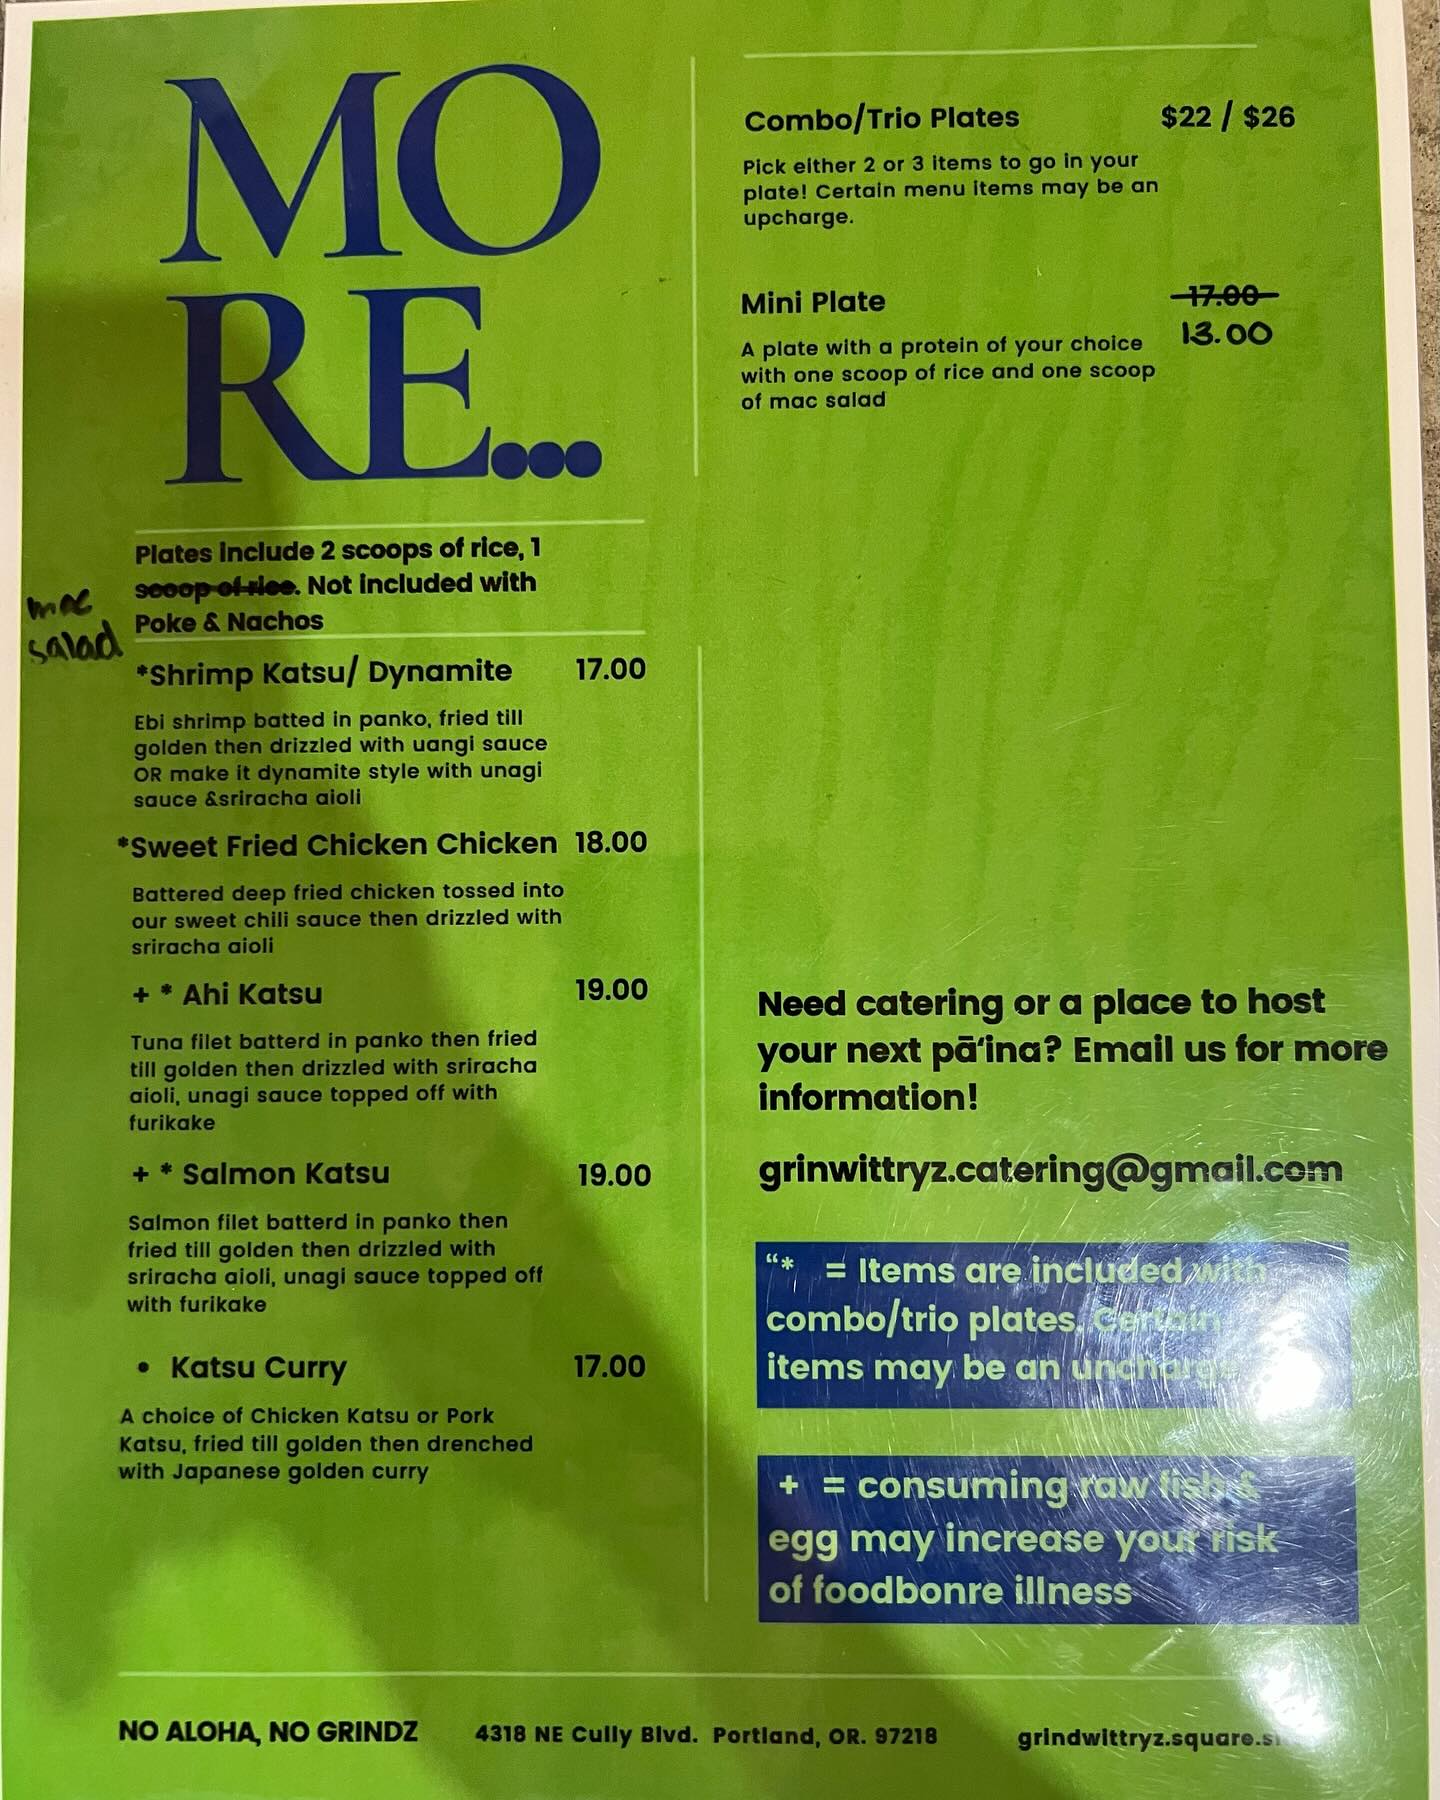 MO
RE...
Plates include 2 scoops of rice, 1
scoop of rice. Not included with
Poke & Nachos
mac
salad
*Shrimp Katsu/ Dynamite 17.00
Ebi shrimp batted in panko, fried till
golden then drizzled with uangi sauce
OR make it dynamite style with unagi
sauce &sriracha aioli
*Sweet Fried Chicken Chicken 18.00
Battered deep fried chicken tossed into
our sweet chili sauce then drizzled with
sriracha aioli
+ * Ahi Katsu 19.00
Tuna filet batterd in panko then fried
till golden then drizzled with sriracha
aioli, unagi sauce topped off with
furikake
+ * Salmon Katsu 19.00
Salmon filet batterd in panko then
fried till golden then drizzled with
sriracha aioli, unagi sauce topped off
with furikake
• Katsu Curry 17.00
A choice of Chicken Katsu or Pork
Katsu, fried till golden then drenched
with Japanese golden curry
Combo/Trio Plates $22 / $26
Pick either 2 or 3 items to go in your
plate! Certain menu items may be an
upcharge.
Mini Plate 17.00
13.00
A plate with a protein of your choice
with one scoop of rice and one scoop
of mac salad
Need catering or a place to host
your next pā‘ina? Email us for more
information!
grinwittryz.catering@gmail.com
“* = Items are included with
combo/trio plates. Certain
items may be an
+ = consuming raw fish &
egg may increase your risk
of foodbonre illness
NO ALOHA, NO GRINDZ 4318 NE Cully Blvd. Portland, OR. 97218 grindwittryz.square.s